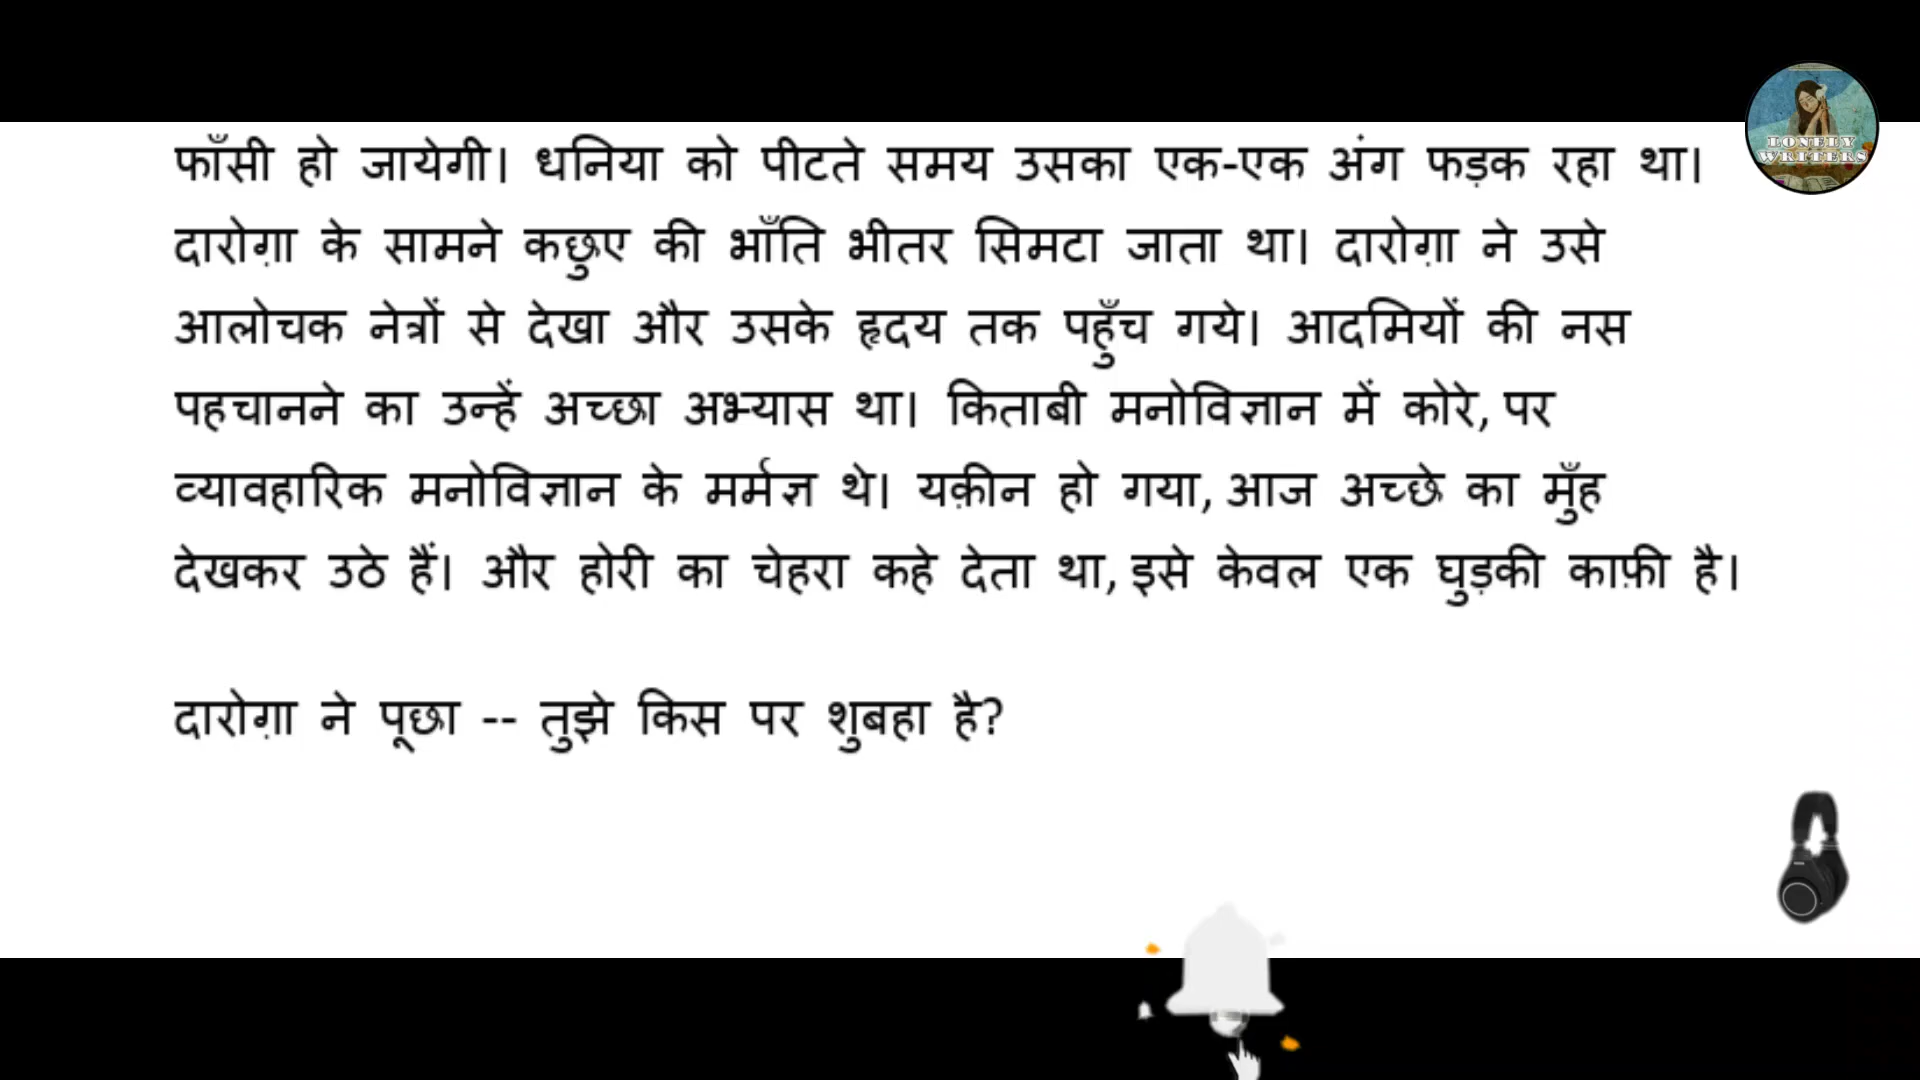 फाँसी हो जायेगी। धनिया को पीटते समय उसका एक-एक अंग फड़क रहा था।
दारोग़ा के सामने कछुए की भाँति भीतर सिमटा जाता था। दारोग़ा ने उसे
आलोचक नेत्रों से देखा और उसके हृदय तक पहुँच गये। आदमियों की नस
पहचानने का उन्हें अच्छा अभ्यास था। किताबी मनोविज्ञान में कोरे, पर
व्यावहारिक मनोविज्ञान के मर्मज्ञ थे। यक़ीन हो गया, आज अच्छे का मुँह
देखकर उठे हैं। और होरी का चेहरा कहे देता था, इसे केवल एक घुड़की काफ़ी है।
दारोग़ा ने पूछा -- तुझे किस पर शुबहा है?
LONELY
WRITERS